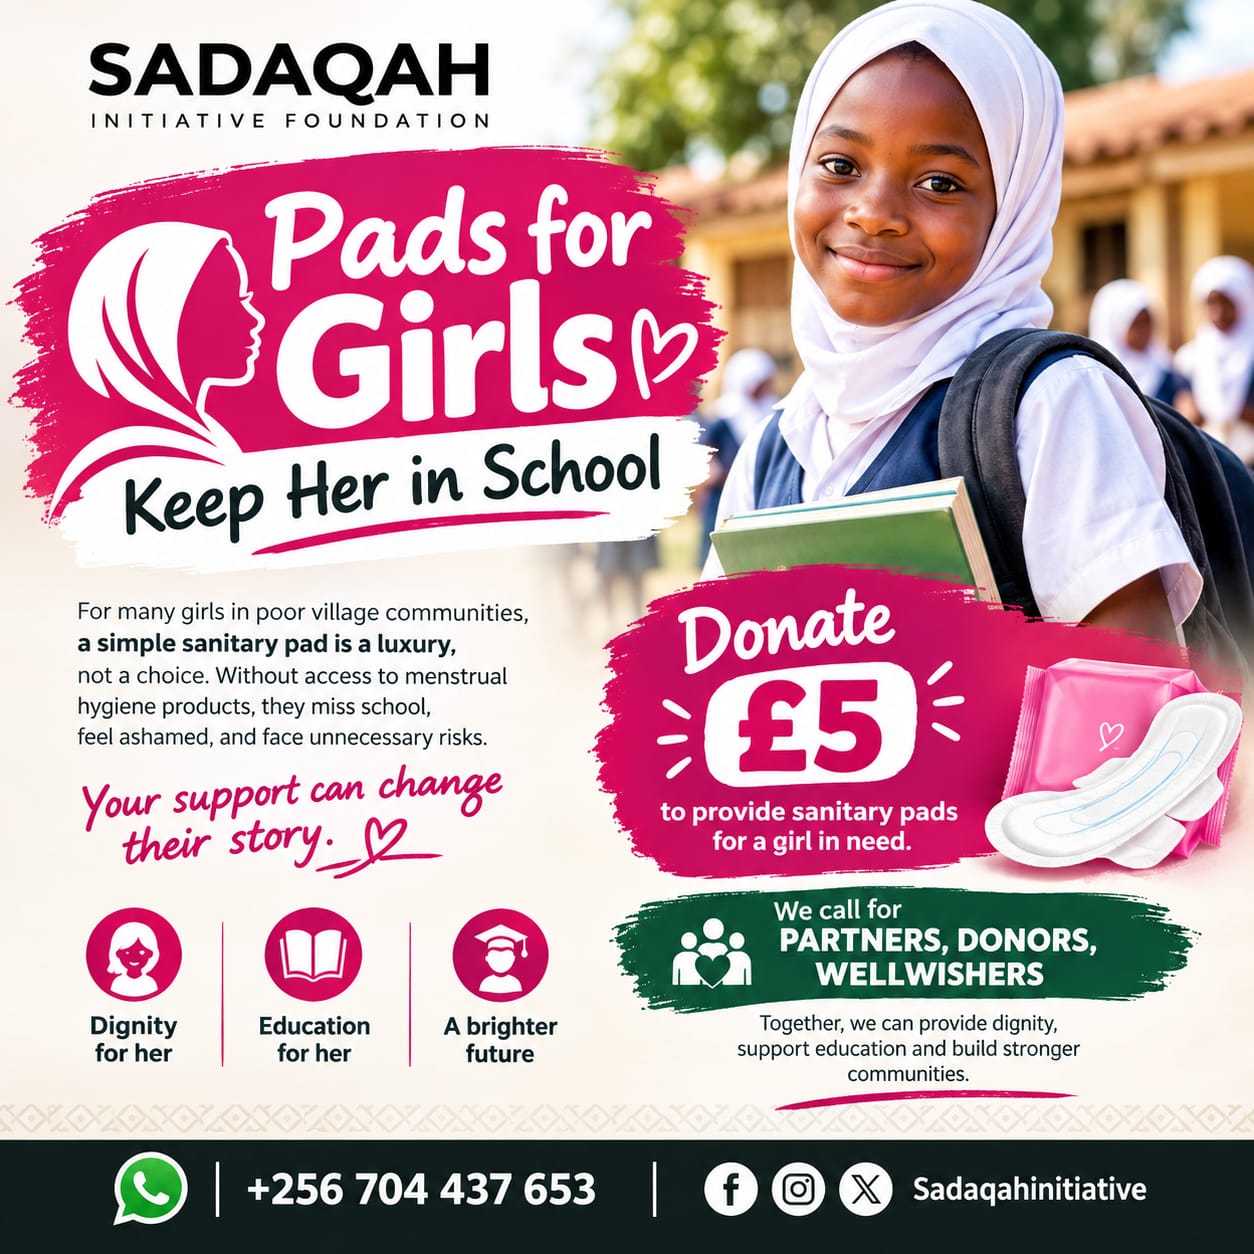 SADAQAH
INITIATIVE FOUNDATION
Pads for
Girls
Keep Her in School
For many girls in poor village communities,
a simple sanitary pad is a luxury,
not a choice. Without access to menstrual
hygiene products, they miss school,
feel ashamed, and face unnecessary risks.
Your support can change
their story.
Dignity
for her
Education
for her
A brighter
future
Donate
£5
to provide sanitary pads
for a girl in need.
We call for
PARTNERS, DONORS,
WELLWISHERS
Together, we can provide dignity,
support education and build stronger
communities.
+256 704 437 653
Sadaqahinitiative